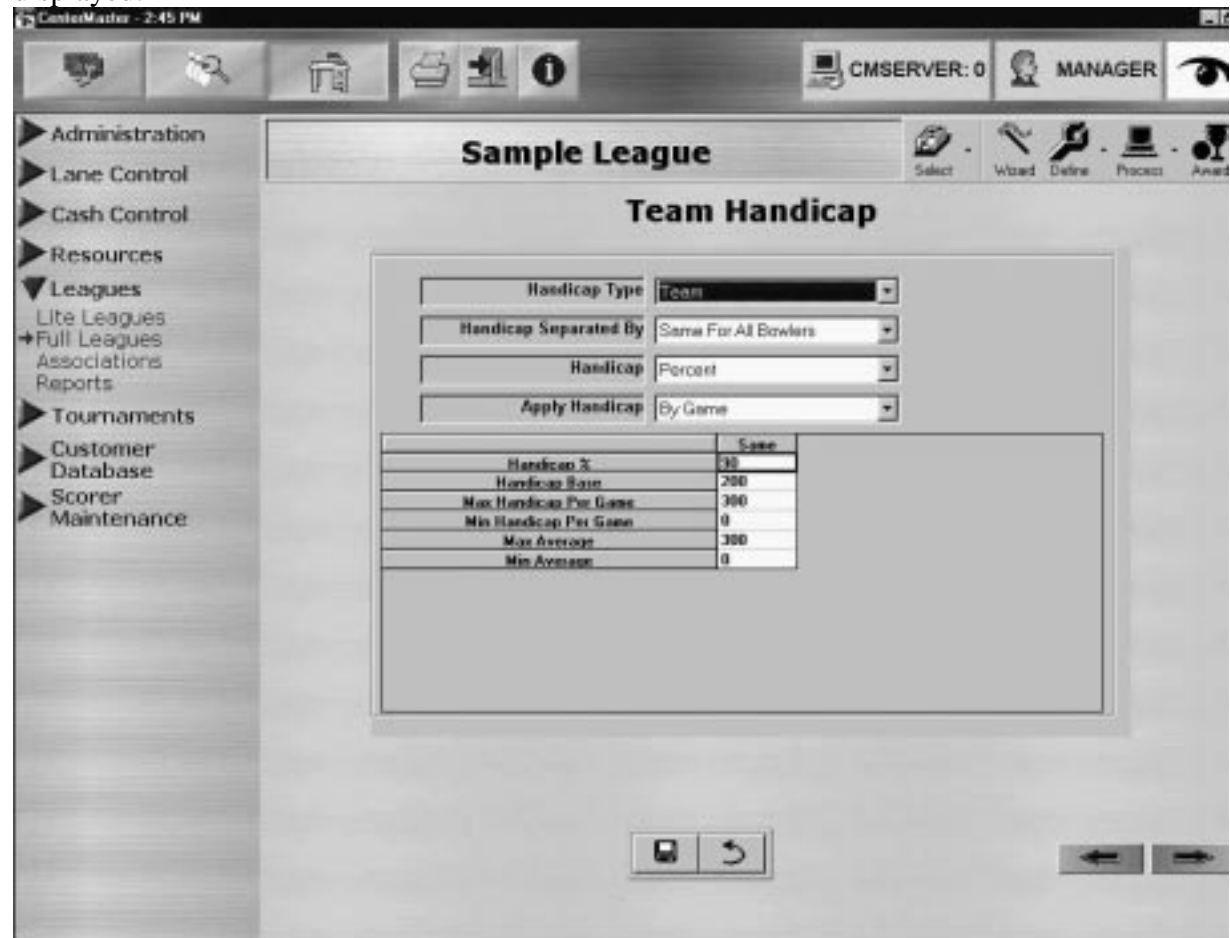 CenterMaster - 2:45 PM
CMSERVER: 0
MANAGER
Administration
Lane Control
Cash Control
Resources
Leagues
Lite Leagues
Full Leagues
Associations
Reports
Tournaments
Customer
Database
Scorer
Maintenance
Sample League
Select
Wizard
Define
Process
Award
Team Handicap
Handicap Type Team
Handicap Separated By Same For All Bowlers
Handicap Percent
Apply Handicap By Game
Same
Handicap % 90
Handicap Base 200
Max Handicap Per Game 300
Min Handicap Per Game 0
Max Average 300
Min Average 0